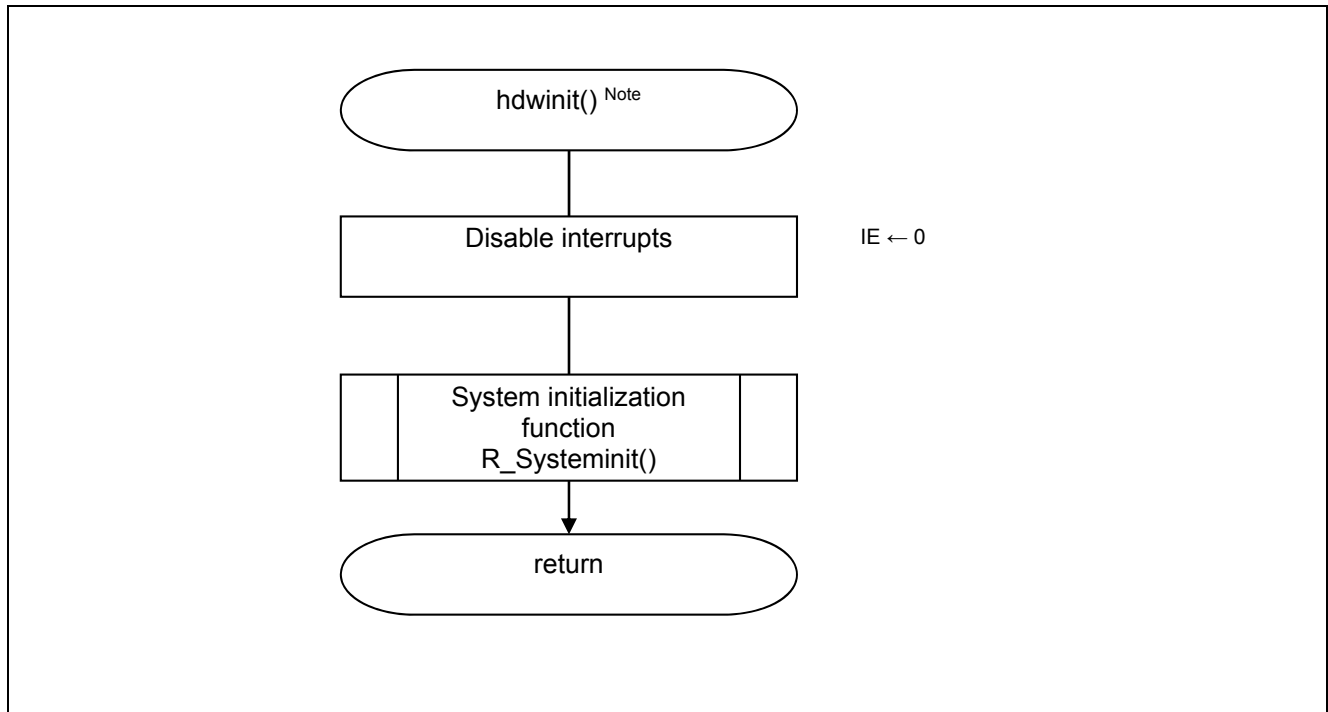 hdwinit() Note
Disable interrupts
IE ← 0
System initialization
function
R_Systeminit()
return